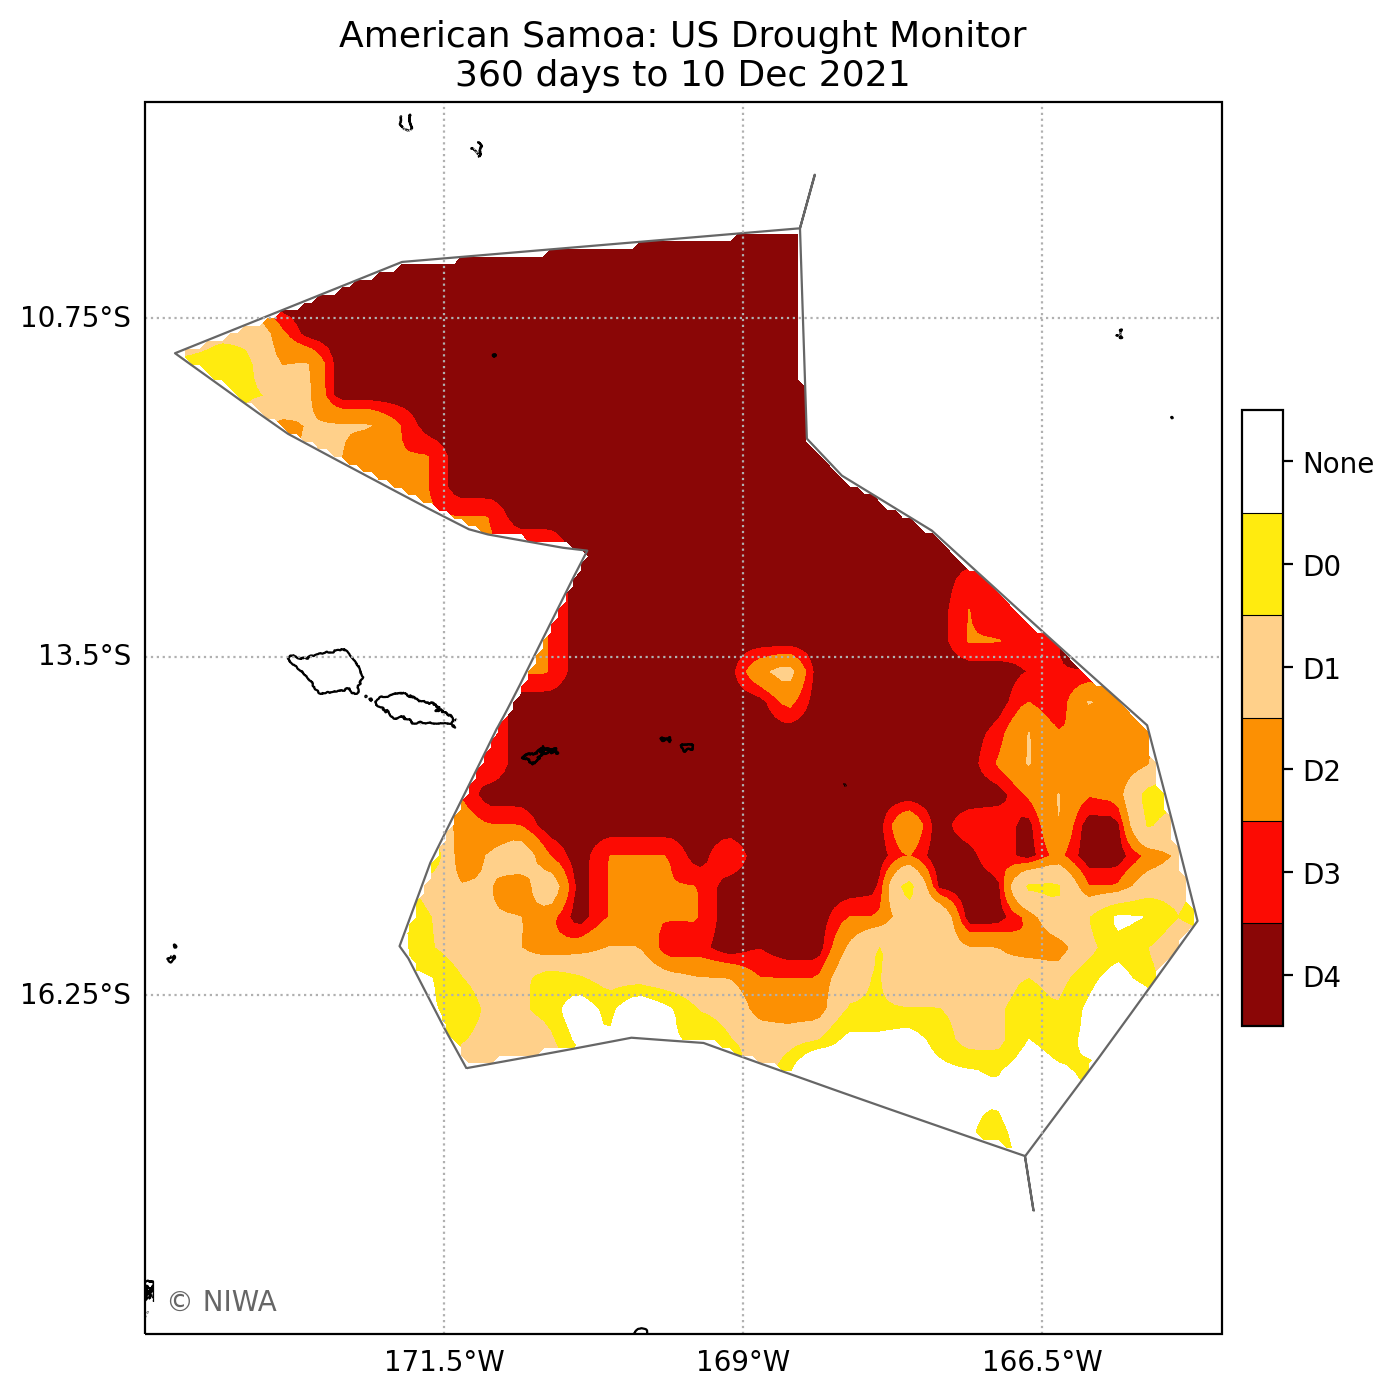 American Samoa: US Drought Monitor
360 days to 10 Dec 2021
10.75°S
13.5°S
16.25°S
171.5°W
169°W
166.5°W
None
D0
D1
D2
D3
D4
© NIWA